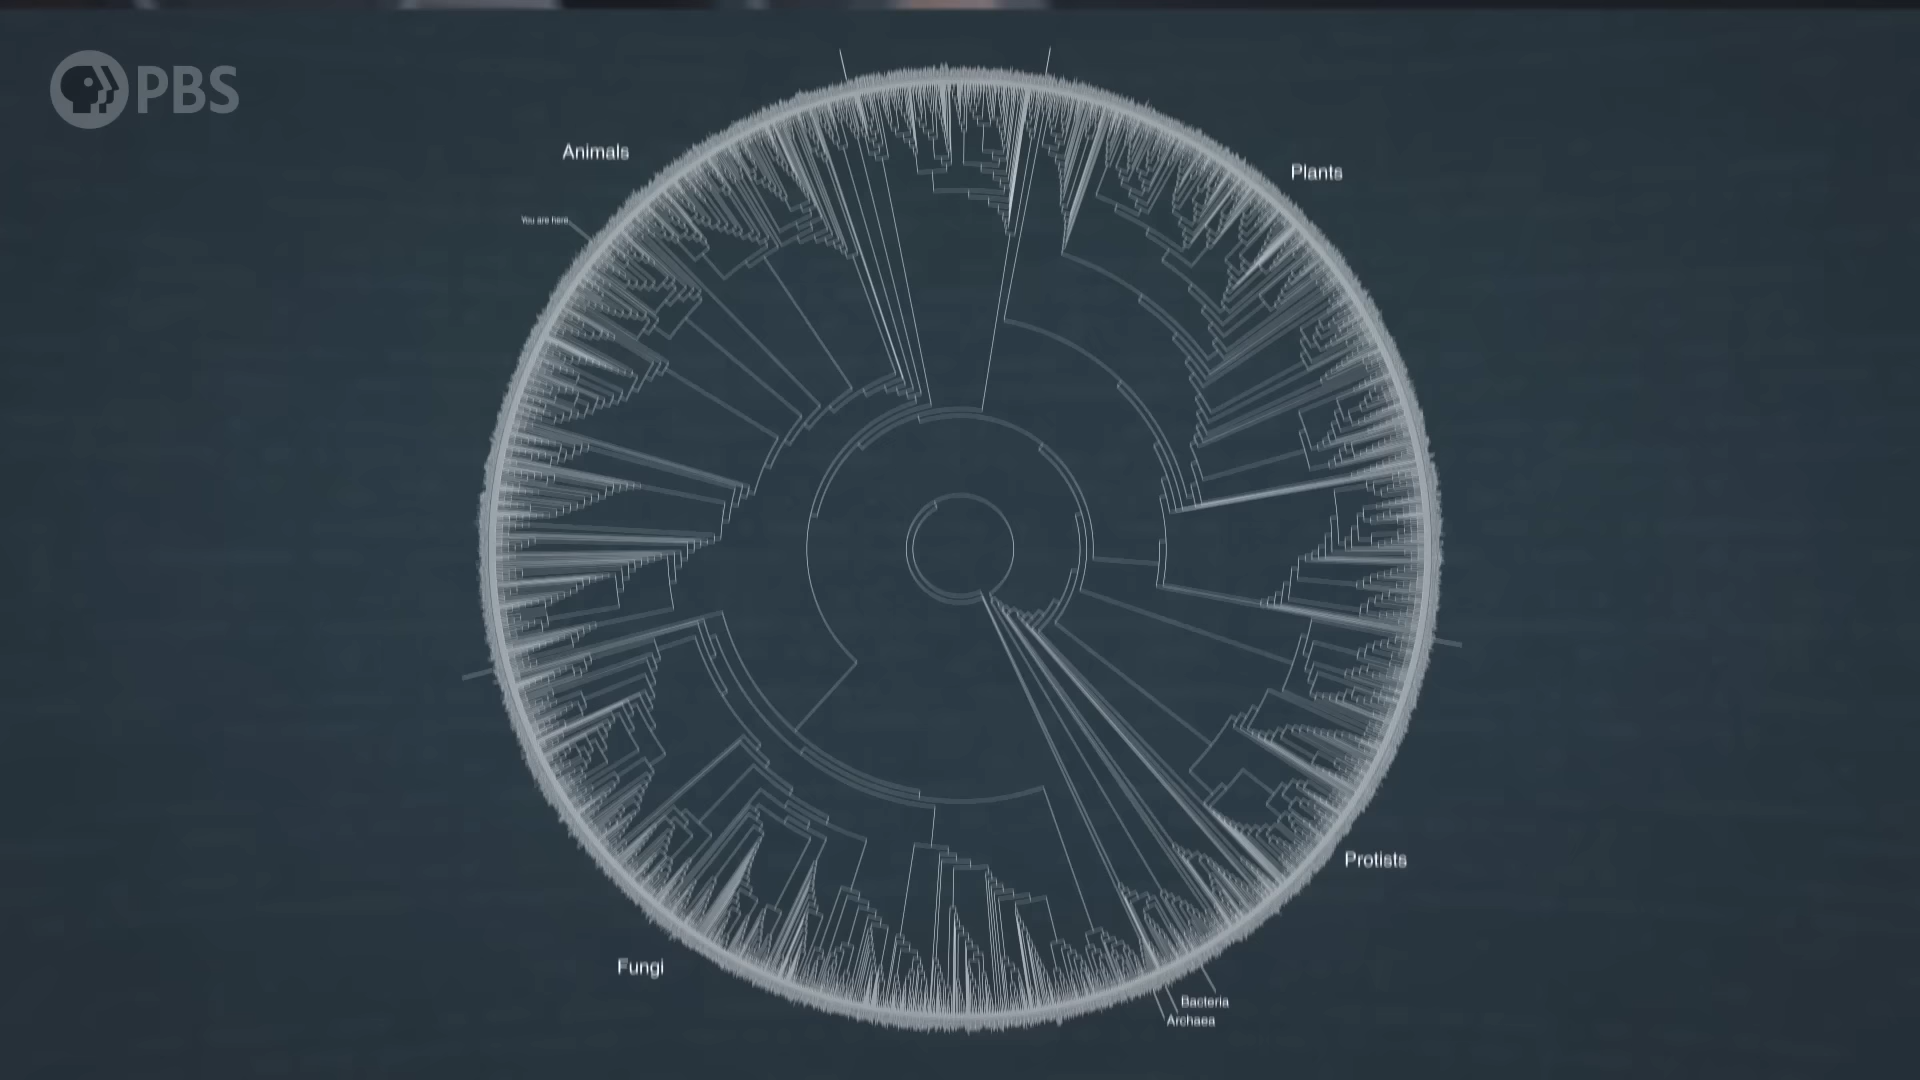 PBS
Animals
Plants
You are here
Protists
Fungi
Bacteria
Archaea